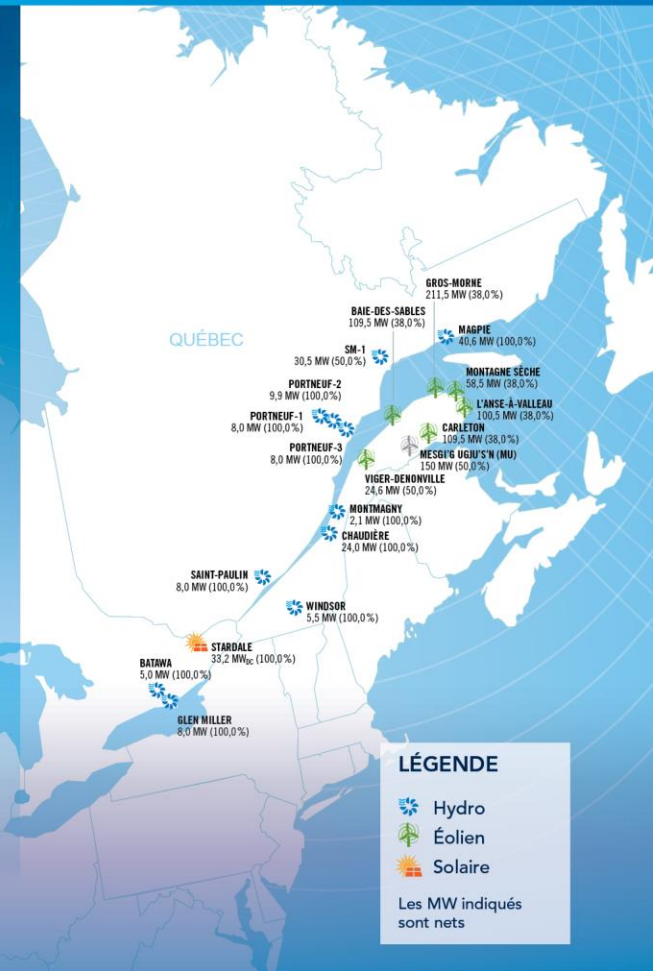 GROS-MORNE
211,5 MW (38,0%)
BAIE-DES-SABLES
109,5 MW (38,0%)
MAGPIE
40,6 MW (100,0%)
QUÉBEC
SM-1
30,5 MW (50,0%)
MONTAGNE SÈCHE
58,5 MW (38,0%)
PORTNEUF-2
9,9 MW (100,0%)
L'ANSE-À-VALLEAU
100,5 MW (38,0%)
PORTNEUF-1
8,0 MW (100,0%)
CARLETON
109,5 MW (38,0%)
PORTNEUF-3
8,0 MW (100,0%)
MESGI'G UGJU'S'N (MU)
150 MW (50,0%)
VIGER-DENONVILLE
24,6 MW (50,0%)
MONTMAGNY
2,1 MW (100,0%)
CHAUDIÈRE
24,0 MW (100,0%)
SAINT-PAULIN
8,0 MW (100,0%)
WINDSOR
5,5 MW (100,0%)
STARDALE
33,2 MWDC (100,0%)
BATAWA
5,0 MW (100,0%)
GLEN MILLER
8,0 MW (100,0%)
LÉGENDE
Hydro
Éolien
Solaire
Les MW indiqués
sont nets